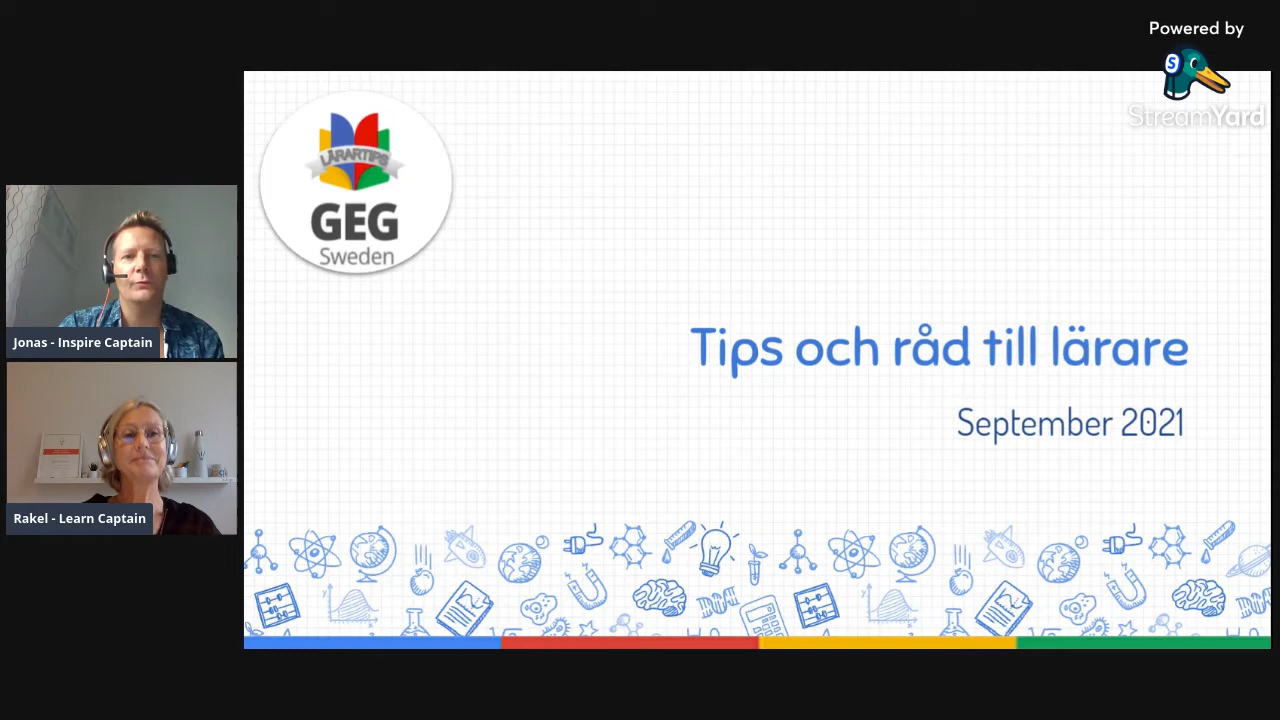 Powered by
S
StreamYard
LÄRARTIPS
GEG
Sweden
Tips och råd till lärare
September 2021
Jonas - Inspire Captain
Rakel - Learn Captain